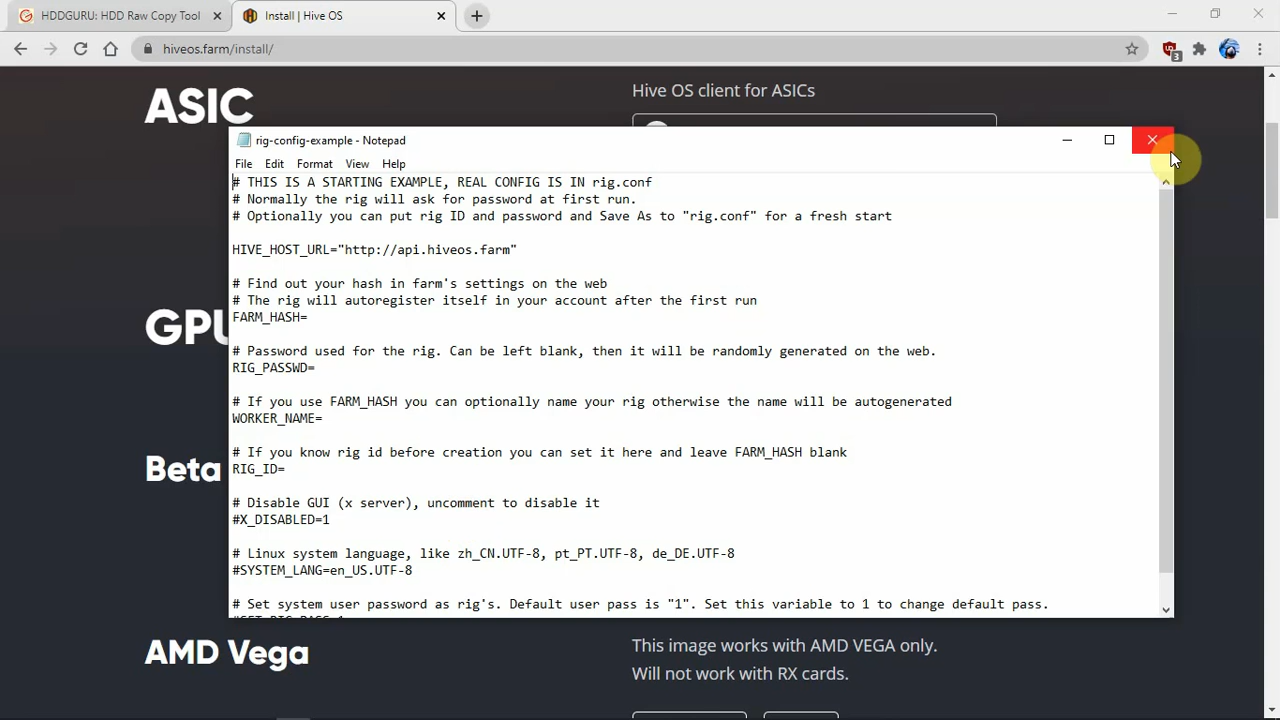 HDDGURU: HDD Raw Copy Tool
Install | Hive OS
hiveos.farm/install/
3
ASIC
Hive OS client for ASICs
rig-config-example - Notepad
File Edit Format View Help
# THIS IS A STARTING EXAMPLE, REAL CONFIG IS IN rig.conf
# Normally the rig will ask for password at first run.
# Optionally you can put rig ID and password and Save As to "rig.conf" for a fresh start
HIVE_HOST_URL="http://api.hiveos.farm"
# Find out your hash in farm's settings on the web
# The rig will autoregister itself in your account after the first run
FARM_HASH=
# Password used for the rig. Can be left blank, then it will be randomly generated on the web.
RIG_PASSWD=
# If you use FARM_HASH you can optionally name your rig otherwise the name will be autogenerated
WORKER_NAME=
# If you know rig id before creation you can set it here and leave FARM_HASH blank
RIG_ID=
# Disable GUI (x server), uncomment to disable it
#X_DISABLED=1
# Linux system language, like zh_CN.UTF-8, pt_PT.UTF-8, de_DE.UTF-8
#SYSTEM_LANG=en_US.UTF-8
# Set system user password as rig's. Default user pass is "1". Set this variable to 1 to change default pass.
GPU
Beta
AMD Vega
This image works with AMD VEGA only.
Will not work with RX cards.